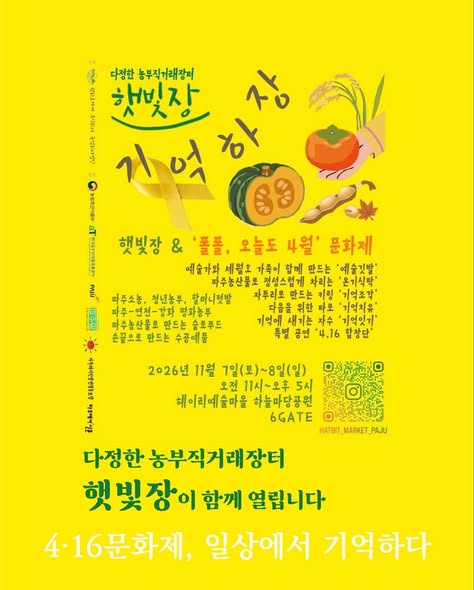 다정한 농부직거래장터
햇빛장
기억하장
햇빛장 & '폴폴, 오늘도 4월' 문화제
예술가와 세월호 가족이 함께 만드는 '예술깃발'
파주농산물로 정성스럽게 차리는 '온기식탁'
자투리로 만드는 키링 '기억조각'
다음을 위한 타로 '기억치유'
기억에 새기는 자수 '기억잇기'
특별 공연 '4.16 합창단'
파주소농, 청년농부, 할머니텃밭
파주-연천-강화 평화농부
파주농산물로 만드는 슬로푸드
손끝으로 만드는 수공예품
2026년 11월 7일(토)~8일(일)
오전 11시~오후 5시
헤이리예술마을 하늘마당공원
6GATE
HATBIT_MARKET_PAJU
aT
PAJU
다정한 농부직거래장터
햇빛장이 함께 열립니다
4·16문화제, 일상에서 기억하다